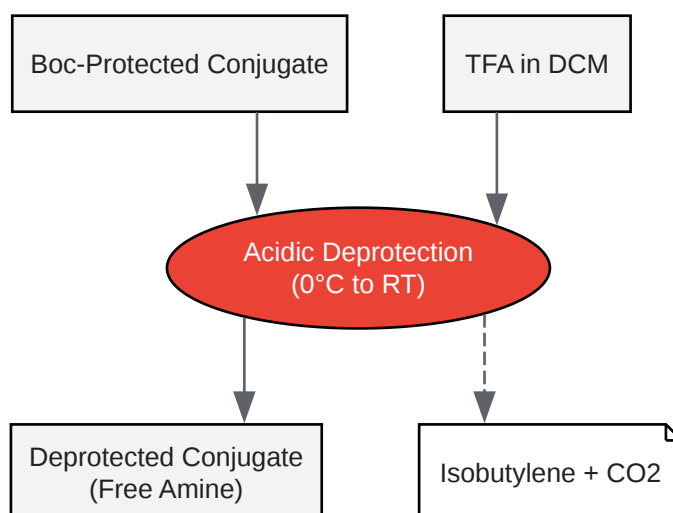 Boc-Protected Conjugate
TFA in DCM
Acidic Deprotection
(0°C to RT)
Deprotected Conjugate
(Free Amine)
Isobutylene + CO2